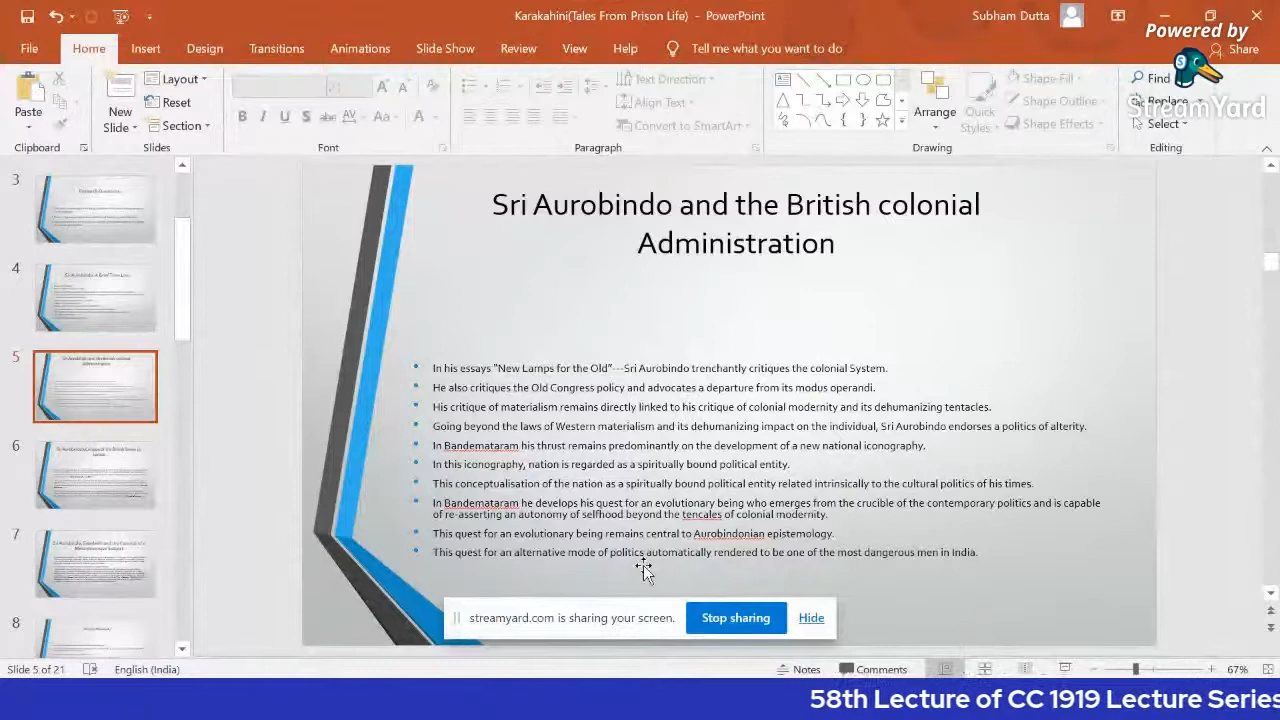 Karakahini(Tales From Prison Life) - PowerPoint
Subham Dutta
Powered by
StreamYard
File Home Insert Design Transitions Animations Slide Show Review View Help Tell me what you want to do Share
Paste
New Slide
Layout
Reset
Section
Text Direction
Align Text
Convert to SmartArt
Arrange
Quick Styles
Shape Fill
Shape Outline
Shape Effects
Find
Replace
Select
Clipboard Slides Font Paragraph Drawing Editing
3
4
5
6
7
8
Sri Aurobindo and the British colonial
Administration
In his essays "New Lamps for the Old"---Sri Aurobindo trenchantly critiques the colonial System.
He also critiques the Old Congress policy and advocates a departure from its modus operandi.
His critique of materialism remains directly linked to his critique of colonial modernity and its dehumanizing tentacles.
Going beyond the laws of Western materialism and its dehumanizing impact on the individual, Sri Aurobindo endorses a politics of alterity.
In Bandemataram his thrust remains predominantly on the development of a new national iconography.
In this iconography, nation is regarded as a spiritually bound political entity.
This conceptualisation of the nation as a spiritually bound political entity related intrinsically to the cultural politics of his times.
In Bandemataram he develops his quest for an evolutionary being who emerges from the crucible of the contemporary politics and is capable
of re-asserting an autonomy of selfhood beyond the tencales of colonial modernity.
This quest for an evolutionary being remains central to Aurobindonian epistemology.
This quest for an alternative mode of politics automatically rendered to him one of the most dangerous men in India.
streamyard.com is sharing your screen.
Stop sharing
Hide
Slide 5 of 21 English (India) Notes Comments 67%
58th Lecture of CC 1919 Lecture Series